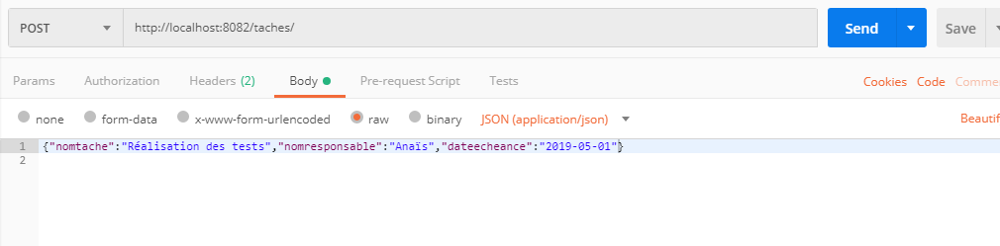 POST http://localhost:8082/taches/ Send Save
Params Authorization Headers (2) Body Pre-request Script Tests Cookies Code Commen
none form-data x-www-form-urlencoded raw binary JSON (application/json) Beautif
1 {"nomtache":"Réalisation des tests","nomresponsable":"Anaïs","dateecheance":"2019-05-01"}
2